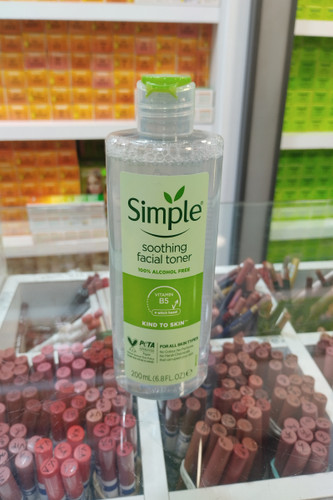 Simple
soothing
facial toner
100% ALCOHOL FREE
VITAMIN
B5
KIND TO SKIN™
PeTA
FOR ALL SKIN TYPES
200mL (6.8FL.OZ.) ℮